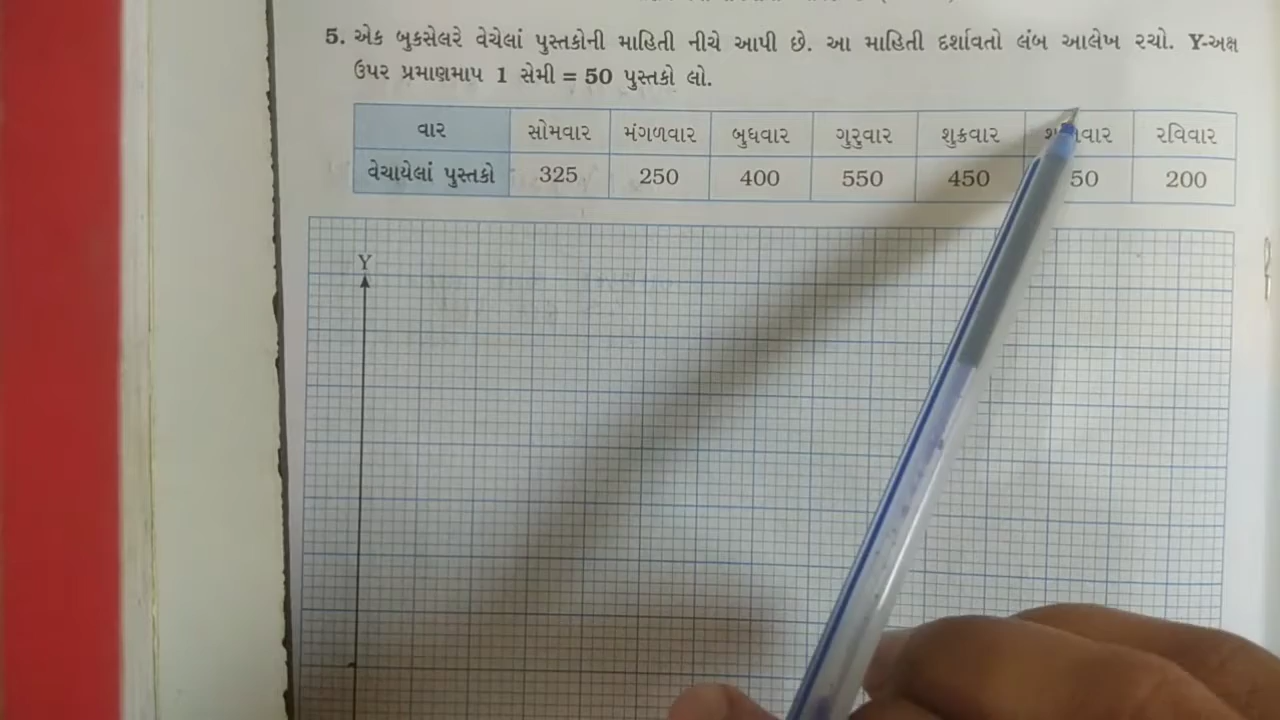 5. એક બુકસેલરે વેચેલાં પુસ્તકોની માહિતી નીચે આપી છે. આ માહિતી દર્શાવતો લંબ આલેખ રચો. Y-અક્ષ
ઉપર પ્રમાણમાપ 1 સેમી = 50 પુસ્તકો લો.
વાર સોમવાર મંગળવાર બુધવાર ગુરુવાર શુક્રવાર રવિવાર
વેચાયેલાં પુસ્તકો 325 250 400 550 450 50 200
Y